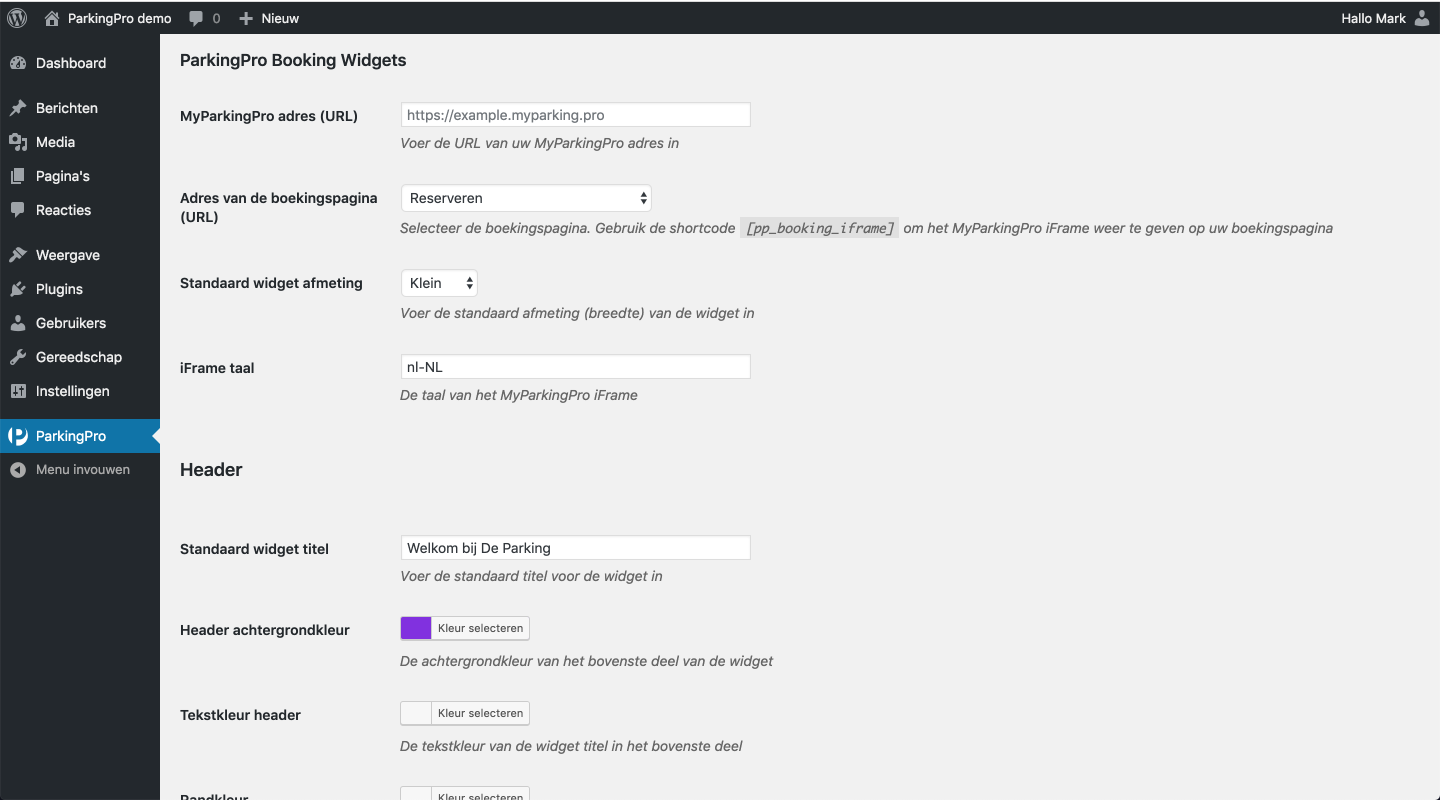 ParkingPro demo 0 Nieuw Hallo Mark
Dashboard
Berichten
Media
Pagina's
Reacties
Weergave
Plugins
Gebruikers
Gereedschap
Instellingen
ParkingPro
Menu invouwen
ParkingPro Booking Widgets
MyParkingPro adres (URL)
https://example.myparking.pro
Voer de URL van uw MyParkingPro adres in
Adres van de boekingspagina
(URL)
Reserveren
Selecteer de boekingspagina. Gebruik de shortcode [pp_booking_iframe] om het MyParkingPro iFrame weer te geven op uw boekingspagina
Standaard widget afmeting
Klein
Voer de standaard afmeting (breedte) van de widget in
iFrame taal
nl-NL
De taal van het MyParkingPro iFrame
Header
Standaard widget titel
Welkom bij De Parking
Voer de standaard titel voor de widget in
Header achtergrondkleur
Kleur selecteren
De achtergrondkleur van het bovenste deel van de widget
Tekstkleur header
Kleur selecteren
De tekstkleur van de widget titel in het bovenste deel
Randkleur
Kleur selecteren